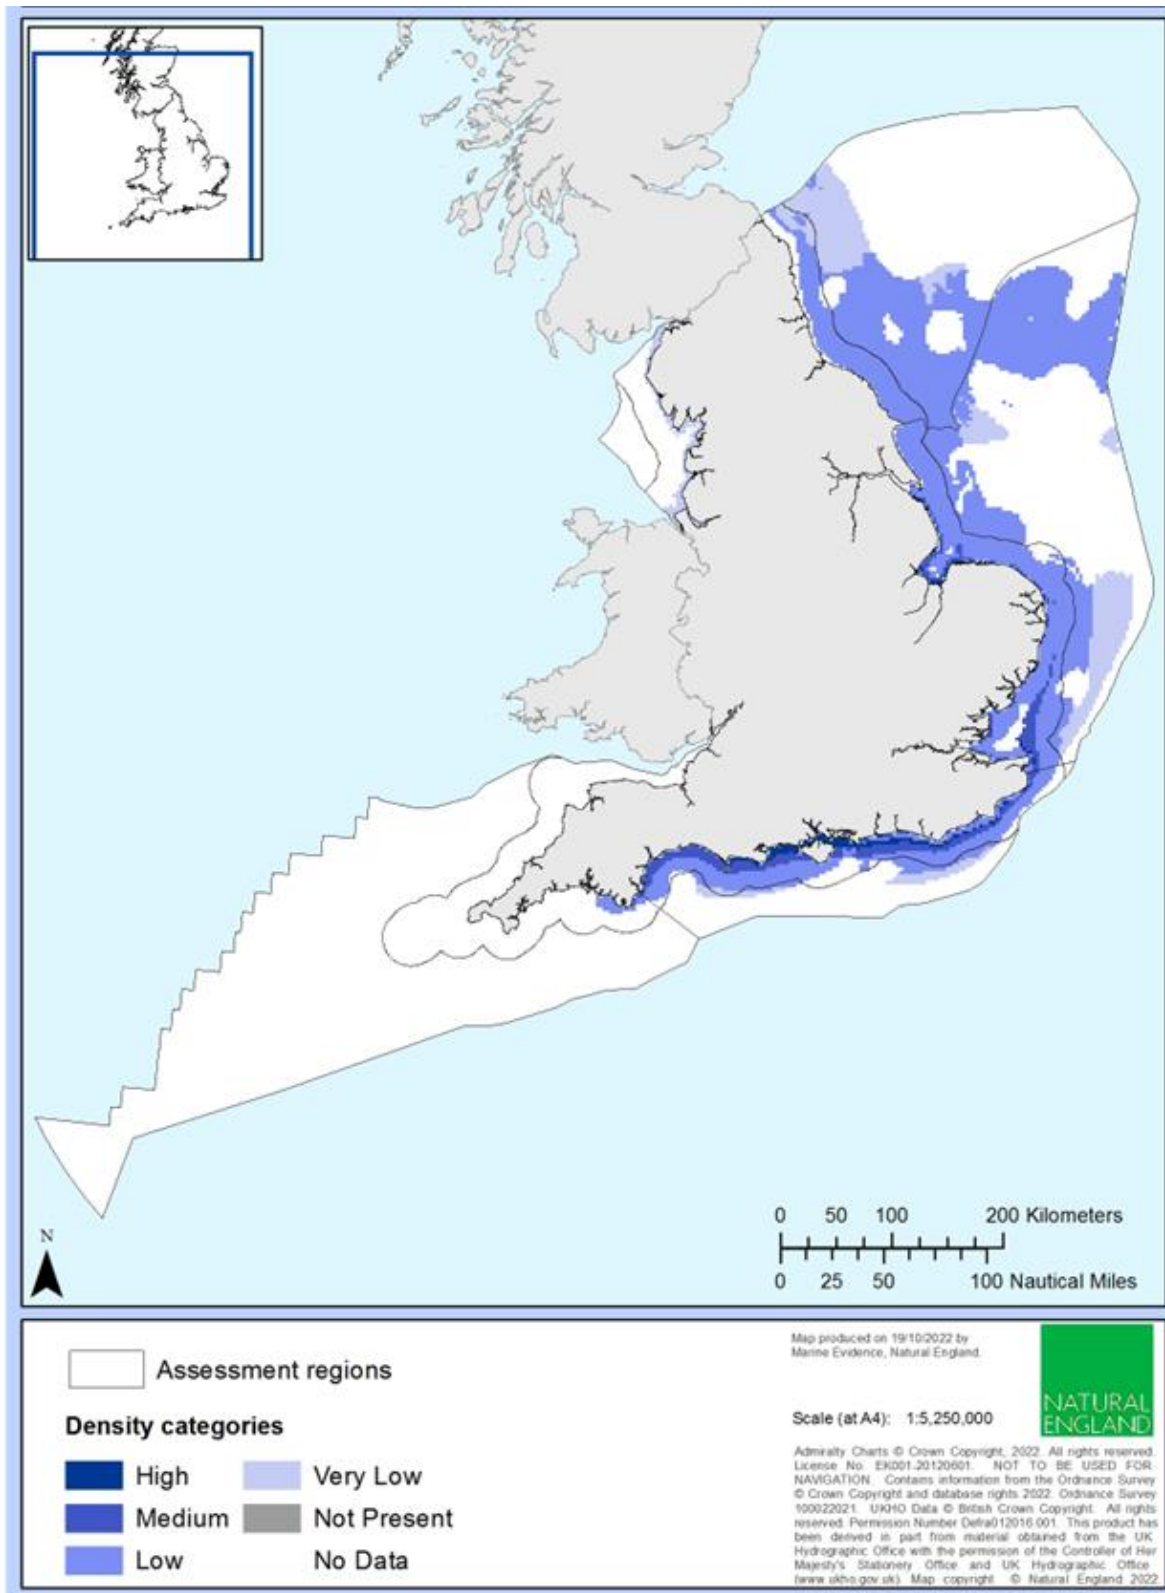 N
0 50 100 200 Kilometers
0 25 50 100 Nautical Miles
Assessment regions
Density categories
High
Medium
Low
Very Low
Not Present
No Data
Map produced on 19/10/2022 by
Marine Evidence, Natural England.
Scale (at A4): 1:5,250,000
NATURAL
ENGLAND
Admiralty Charts © Crown Copyright, 2022. All rights reserved.
License No. EK001-20120601. NOT TO BE USED FOR
NAVIGATION. Contains information from the Ordnance Survey
© Crown Copyright and database rights 2022. Ordnance Survey
100022021. UKHO Data © British Crown Copyright. All rights
reserved. Permission Number Defra012016.001. This product has
been derived in part from material obtained from the UK
Hydrographic Office with the permission of the Controller of Her
Majesty's Stationery Office and UK Hydrographic Office
(www.ukho.gov.uk). Map copyright © Natural England 2022